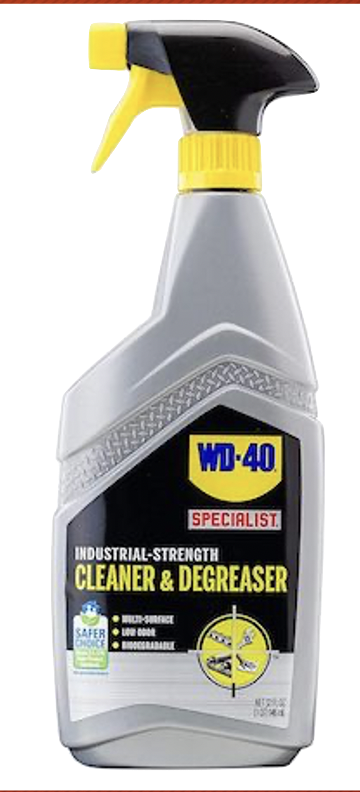 WD·40
SPECIALIST
INDUSTRIAL-STRENGTH
CLEANER & DEGREASER
SAFER
CHOICE
MULTI-SURFACE
LOW ODOR
BIODEGRADABLE